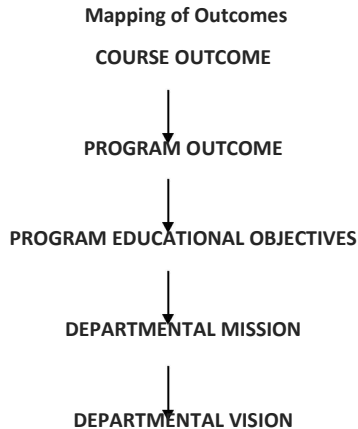 Mapping of Outcomes
COURSE OUTCOME
PROGRAM OUTCOME
PROGRAM EDUCATIONAL OBJECTIVES
DEPARTMENTAL MISSION
DEPARTMENTAL VISION